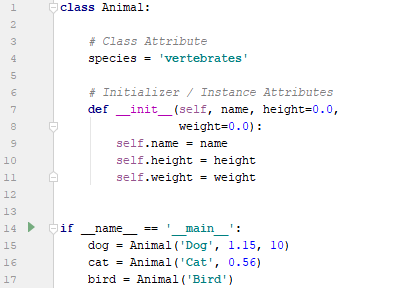 1 class Animal:
2
3     # Class Attribute
4     species = 'vertebrates'
5
6     # Initializer / Instance Attributes
7     def __init__(self, name, height=0.0,
8                  weight=0.0):
9         self.name = name
10         self.height = height
11         self.weight = weight
12
13
14 if __name__ == '__main__':
15     dog = Animal('Dog', 1.15, 10)
16     cat = Animal('Cat', 0.56)
17     bird = Animal('Bird')